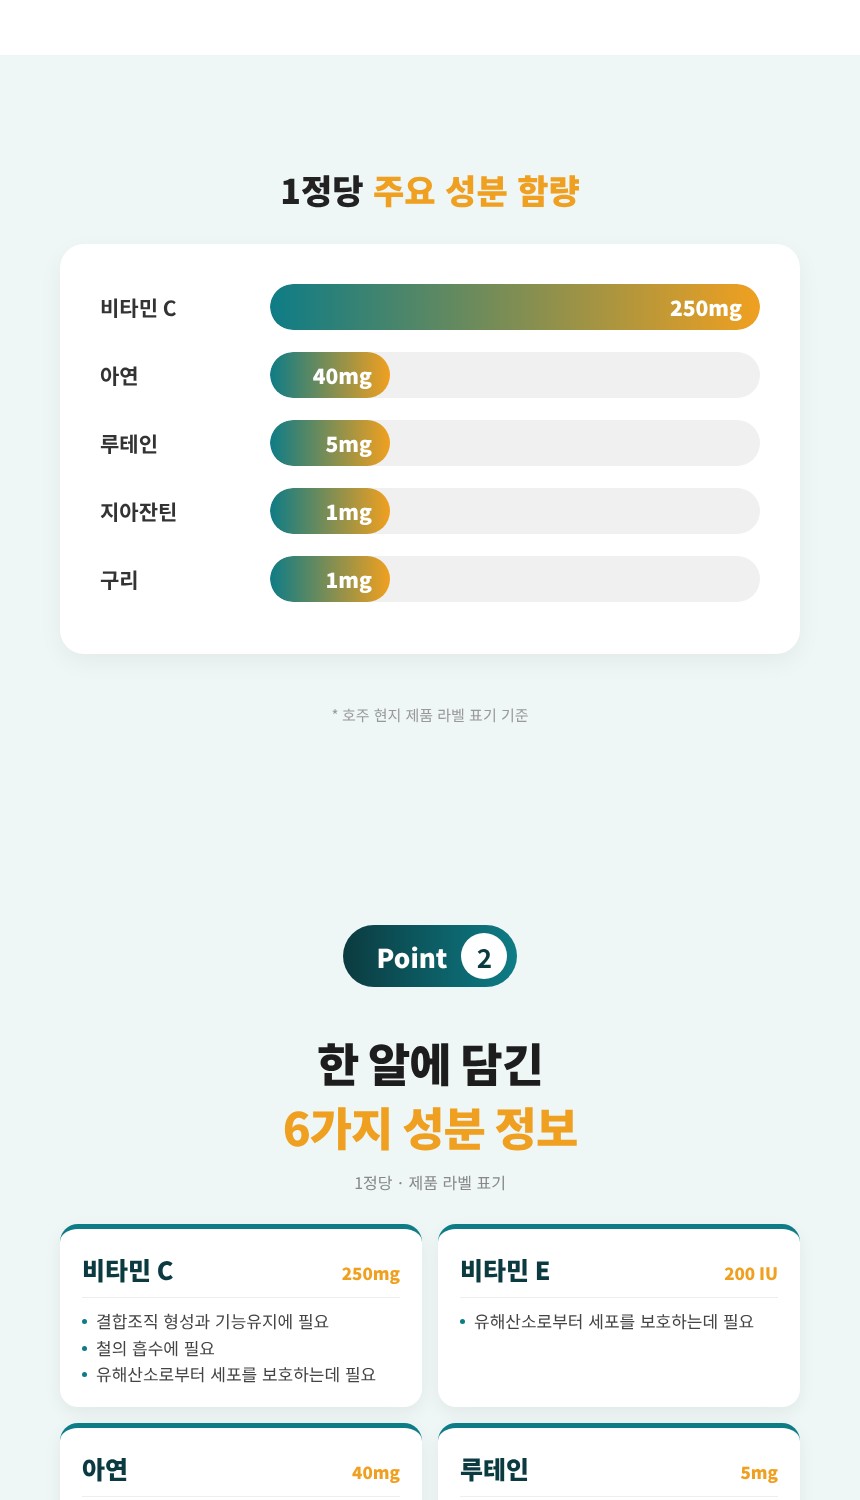 1정당 주요 성분 함량
비타민 C
250mg
아연
40mg
루테인
5mg
지아잔틴
1mg
구리
1mg
* 호주 현지 제품 라벨 표기 기준
Point 2
한 알에 담긴
6가지 성분 정보
1정당 · 제품 라벨 표기
비타민 C
250mg
• 결합조직 형성과 기능유지에 필요
• 철의 흡수에 필요
• 유해산소로부터 세포를 보호하는데 필요
비타민 E
200 IU
• 유해산소로부터 세포를 보호하는데 필요
아연
40mg
루테인
5mg